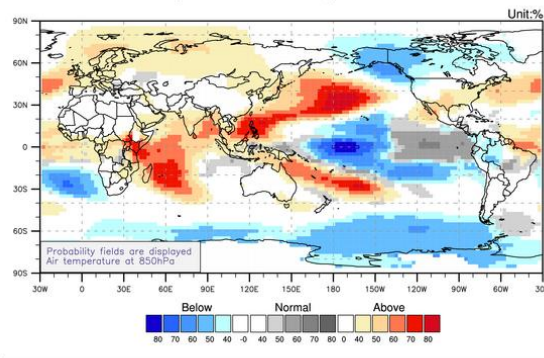 Unit:%
90N
60N
30N
0
30S
60S
90S
Probability fields are displayed
Air temperature at 850hPa
30W 0 30E 60E 90E 120E 150E 180 150W 120W 90W 60W 30W
Below Normal Above
80 70 60 50 40 -0 40 50 60 70 80 0 40 50 60 70 80